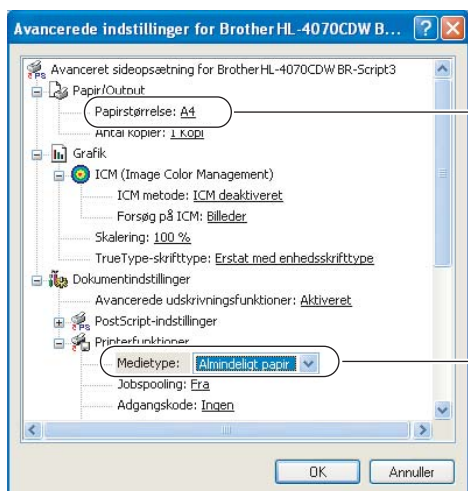 Avancerede indstillinger for Brother HL-4070CDW B...
Avanceret sideopsætning for Brother HL-4070CDW BR-Script3
Papir/Output
Papirstørrelse: A4
Antal kopier: 1 Kopi
Grafik
ICM (Image Color Management)
ICM metode: ICM deaktiveret
Forsøg på ICM: Billeder
Skalering: 100 %
TrueType-skrifttype: Erstat med enhedsskrifttype
Dokumentindstillinger
Avancerede udskrivningsfunktioner: Aktiveret
PostScript-indstillinger
Printerfunktioner
Medietype: Almindeligt papir
Jobspooling: Fra
Adgangskode: Ingen
OK Annuller